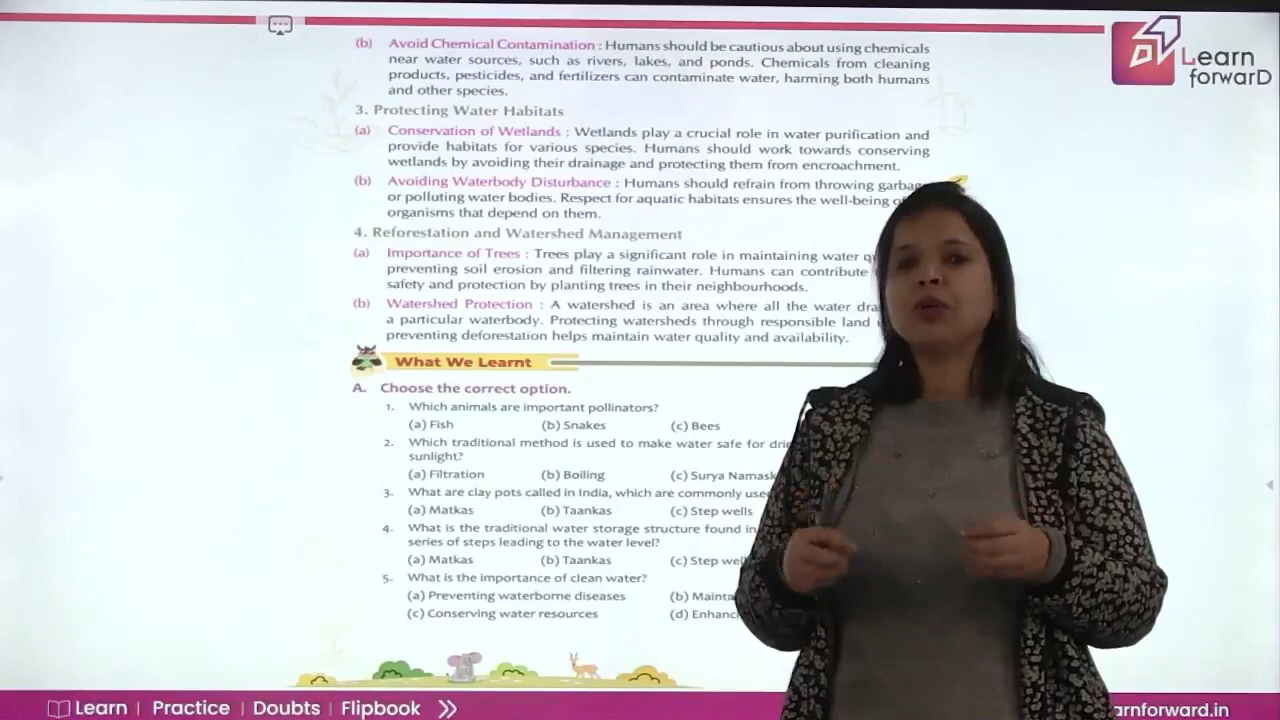 (b) Avoid Chemical Contamination : Humans should be cautious about using chemicals
near water sources, such as rivers, lakes, and ponds. Chemicals from cleaning
products, pesticides, and fertilizers can contaminate water, harming both humans
and other species.
3. Protecting Water Habitats
(a) Conservation of Wetlands : Wetlands play a crucial role in water purification and
provide habitats for various species. Humans should work towards conserving
wetlands by avoiding their drainage and protecting them from encroachment.
(b) Avoiding Waterbody Disturbance : Humans should refrain from throwing garbag
or polluting water bodies. Respect for aquatic habitats ensures the well-being of
organisms that depend on them.
4. Reforestation and Watershed Management
(a) Importance of Trees : Trees play a significant role in maintaining water q
preventing soil erosion and filtering rainwater. Humans can contribute
safety and protection by planting trees in their neighbourhoods.
(b) Watershed Protection : A watershed is an area where all the water dra
a particular waterbody. Protecting watersheds through responsible land
preventing deforestation helps maintain water quality and availability.
What We Learnt
A. Choose the correct option.
1. Which animals are important pollinators?
(a) Fish (b) Snakes (c) Bees
2. Which traditional method is used to make water safe for dri
sunlight?
(a) Filtration (b) Boiling (c) Surya Namask
3. What are clay pots called in India, which are commonly use
(a) Matkas (b) Taankas (c) Step wells
4. What is the traditional water storage structure found in
series of steps leading to the water level?
(a) Matkas (b) Taankas (c) Step wel
5. What is the importance of clean water?
(a) Preventing waterborne diseases (b) Mainta
(c) Conserving water resources (d) Enhanc
Learn
forwarD
Learn | Practice | Doubts | Flipbook
arnforward.in